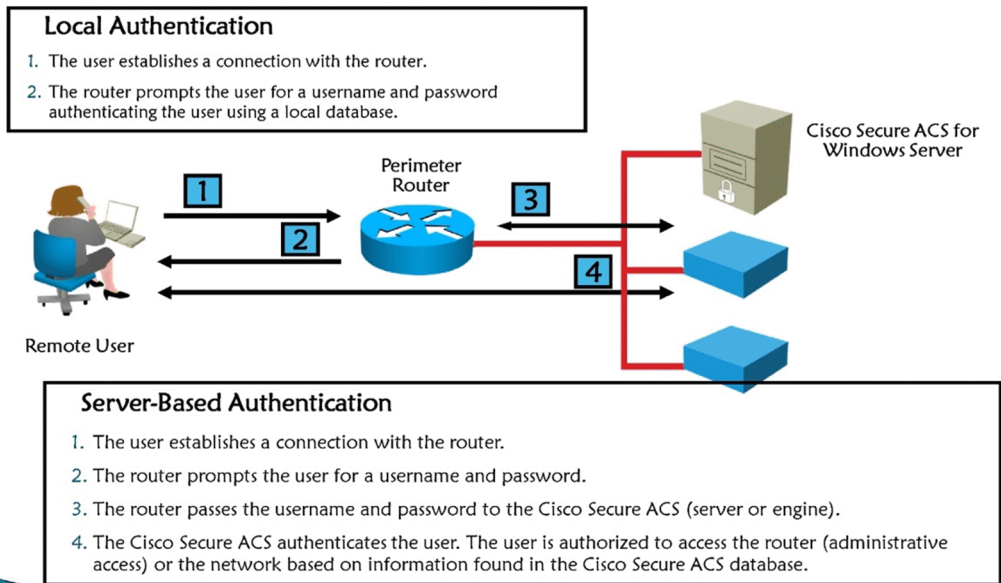 Local Authentication
1. The user establishes a connection with the router.
2. The router prompts the user for a username and password
authenticating the user using a local database.
Cisco Secure ACS for
Windows Server
Perimeter
Router
1
2
3
4
Remote User
Server-Based Authentication
1. The user establishes a connection with the router.
2. The router prompts the user for a username and password.
3. The router passes the username and password to the Cisco Secure ACS (server or engine).
4. The Cisco Secure ACS authenticates the user. The user is authorized to access the router (administrative
access) or the network based on information found in the Cisco Secure ACS database.